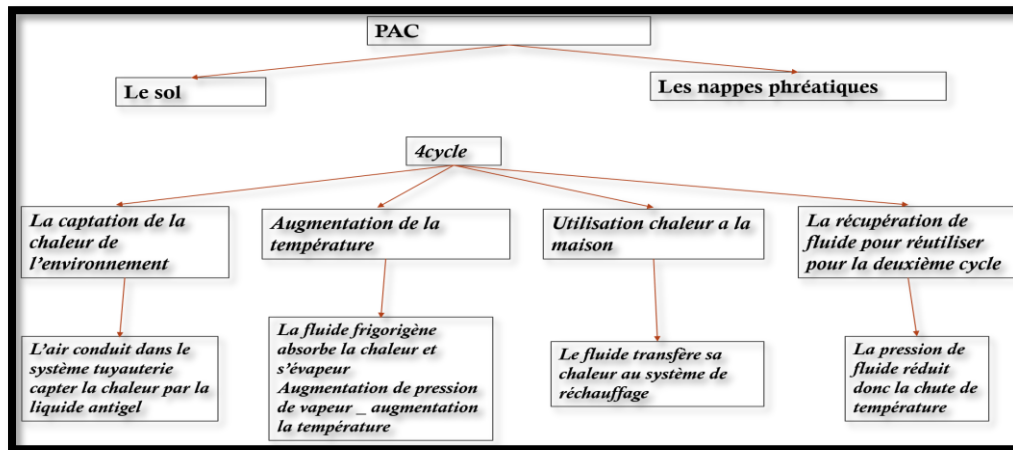 PAC
Le sol
Les nappes phréatiques
4cycle
La captation de la
chaleur de
l'environnement
Augmentation de la
température
Utilisation chaleur a la
maison
La récupération de
fluide pour réutiliser
pour la deuxième cycle
L'air conduit dans le
système tuyauterie
capter la chaleur par la
liquide antigel
La fluide frigorigène
absorbe la chaleur et
s'évapeur
Augmentation de pression
de vapeur _ augmentation
la température
Le fluide transfère sa
chaleur au système de
réchauffage
La pression de
fluide réduit
donc la chute de
température